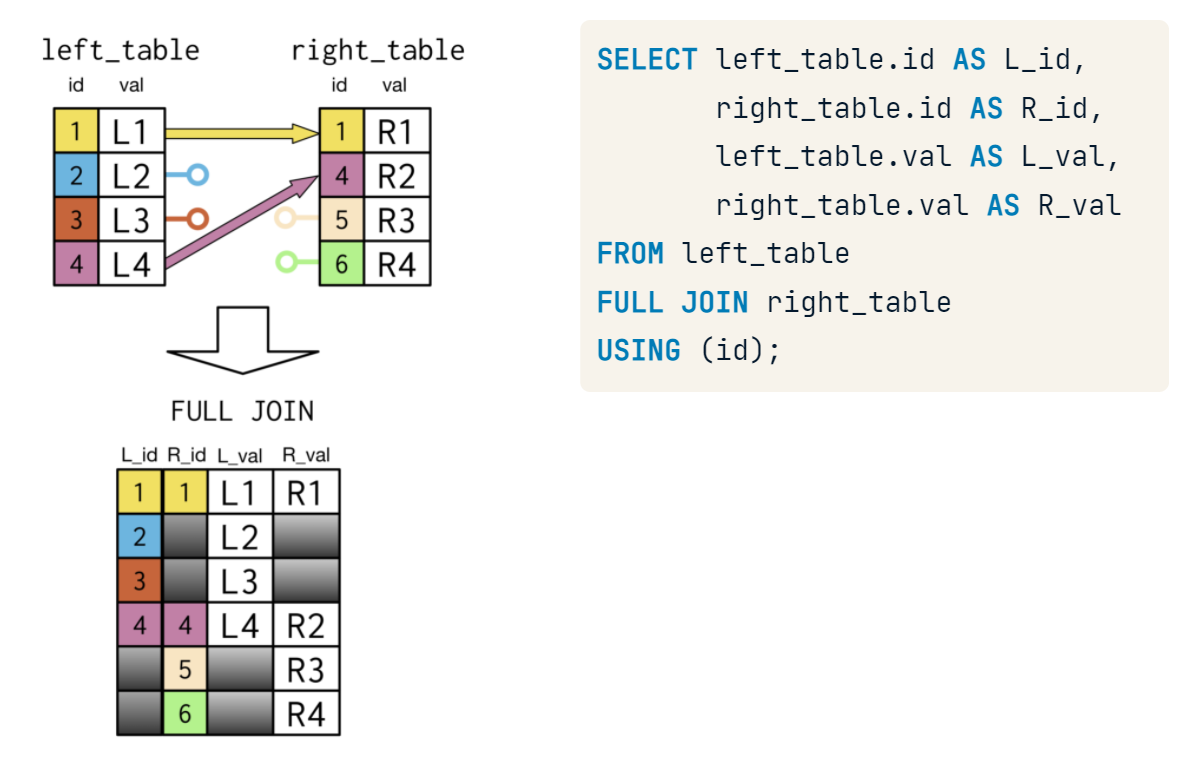 left_table right_table
id val id val
1 L1 1 R1
2 L2 4 R2
3 L3 5 R3
4 L4 6 R4
FULL JOIN
L_id R_id L_val R_val
1 1 L1 R1
2 L2
3 L3
4 4 L4 R2
5 R3
6 R4
SELECT left_table.id AS L_id,
right_table.id AS R_id,
left_table.val AS L_val,
right_table.val AS R_val
FROM left_table
FULL JOIN right_table
USING (id);